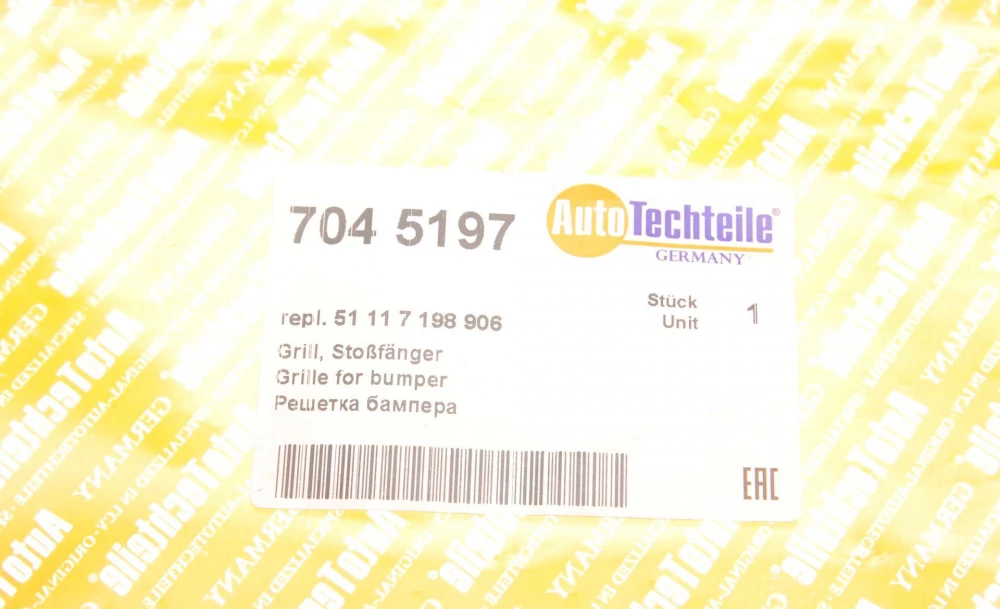 704 5197
AutoTechteile®
GERMANY
repl. 51 11 7 198 906
Stück 1
Unit
Grill, Stoßfänger
Grille for bumper
Решетка бампера
EAC